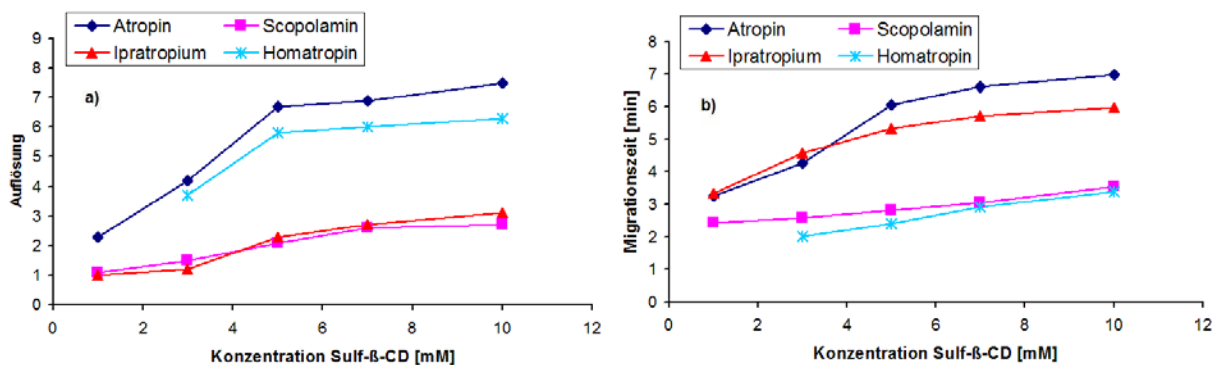 Atropin Scopolamin
Ipratropium Homatropin
a)
Auflösung
9
8
7
6
5
4
3
2
1
0
0 2 4 6 8 10 12
Konzentration Sulf-ß-CD [mM]
Atropin Scopolamin
Ipratropium Homatropin
b)
Migrationszeit [min]
8
7
6
5
4
3
2
1
0
0 2 4 6 8 10 12
Konzentration Sulf-ß-CD [mM]